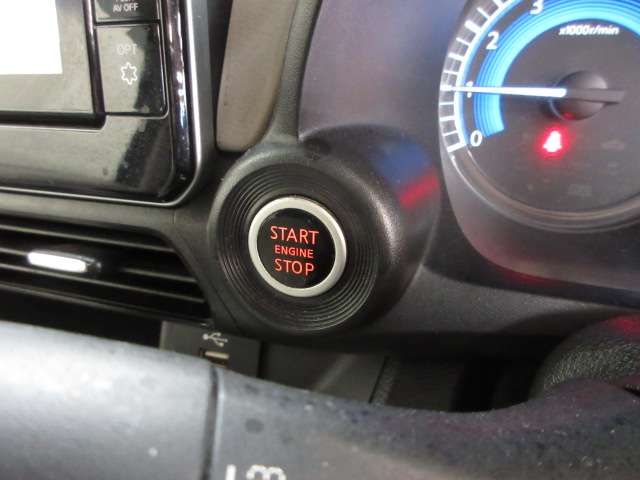 AV OFF
OPT
START
ENGINE
STOP
3
2
1
0
x1000r/min